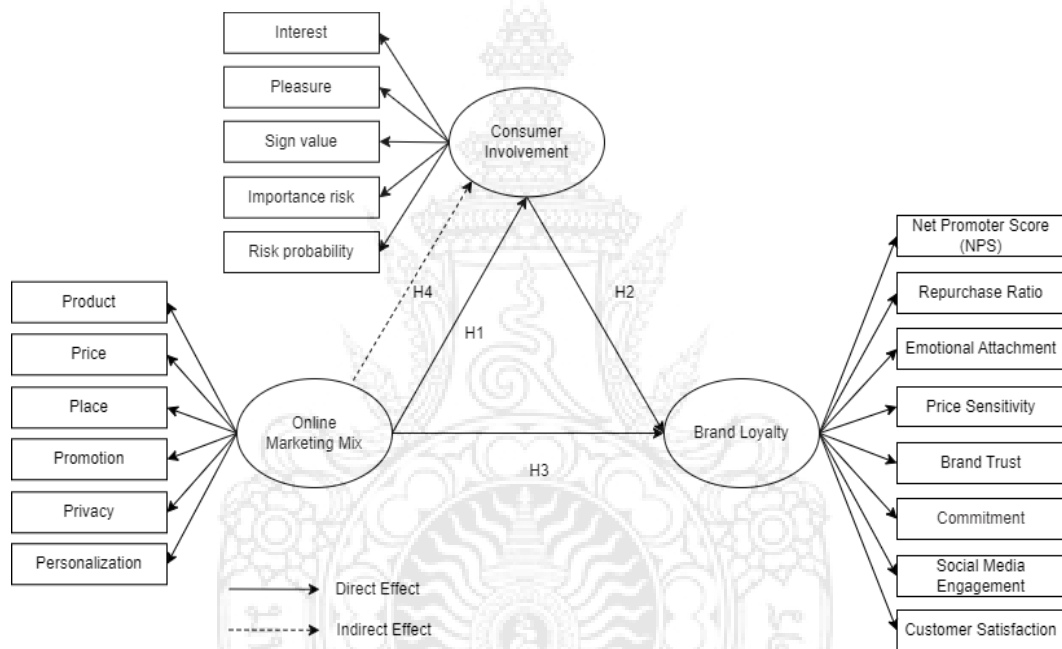 Interest
Pleasure
Sign value
Importance risk
Risk probability
Consumer
Involvement
Product
Price
Place
Promotion
Privacy
Personalization
Online
Marketing Mix
H4
H1
H2
H3
Brand Loyalty
Net Promoter Score
(NPS)
Repurchase Ratio
Emotional Attachment
Price Sensitivity
Brand Trust
Commitment
Social Media
Engagement
Customer Satisfaction
Direct Effect
Indirect Effect